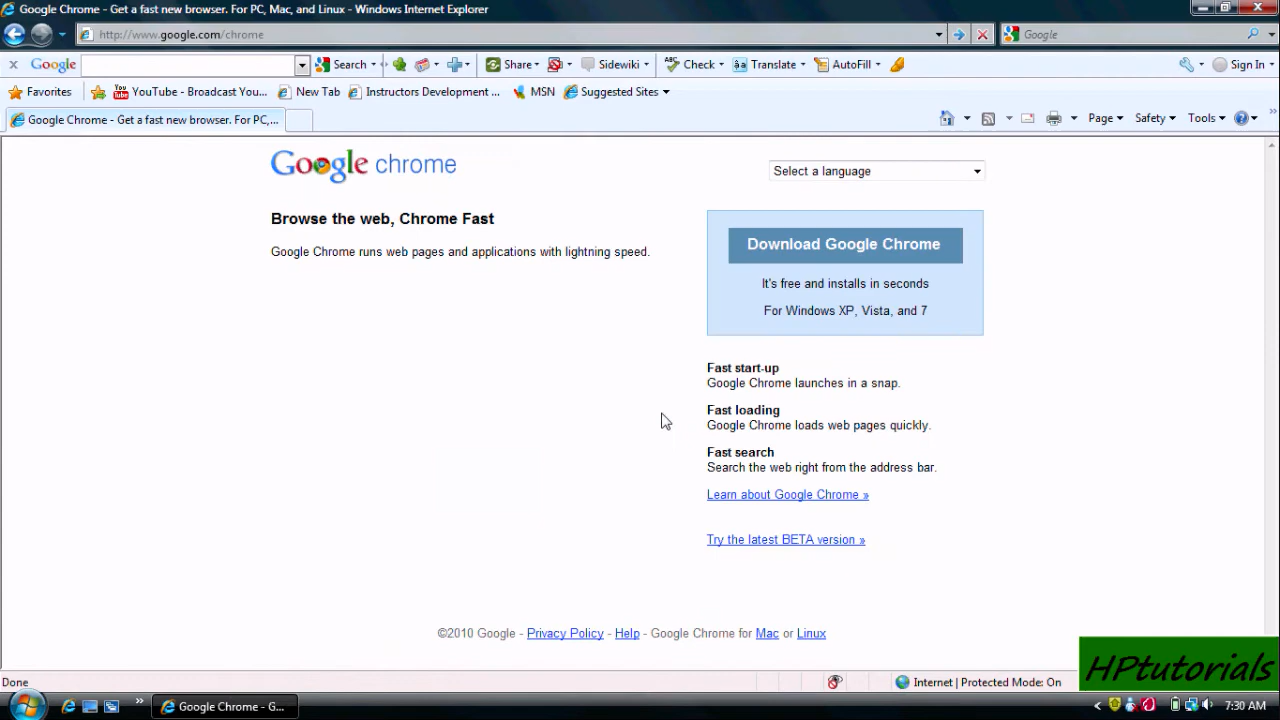 Google Chrome - Get a fast new browser. For PC, Mac, and Linux - Windows Internet Explorer
http://www.google.com/chrome
Google
Google Search Share Sidewiki Check Translate AutoFill Sign In
Favorites YouTube - Broadcast You... New Tab Instructors Development ... MSN Suggested Sites
Google Chrome - Get a fast new browser. For PC,...
Page Safety Tools
Google chrome
Select a language
Browse the web, Chrome Fast
Google Chrome runs web pages and applications with lightning speed.
Download Google Chrome
It's free and installs in seconds
For Windows XP, Vista, and 7
Fast start-up
Google Chrome launches in a snap.
Fast loading
Google Chrome loads web pages quickly.
Fast search
Search the web right from the address bar.
Learn about Google Chrome »
Try the latest BETA version »
©2010 Google - Privacy Policy - Help - Google Chrome for Mac or Linux
HPtutorials
Done
Internet | Protected Mode: On
Google Chrome - G...
7:30 AM